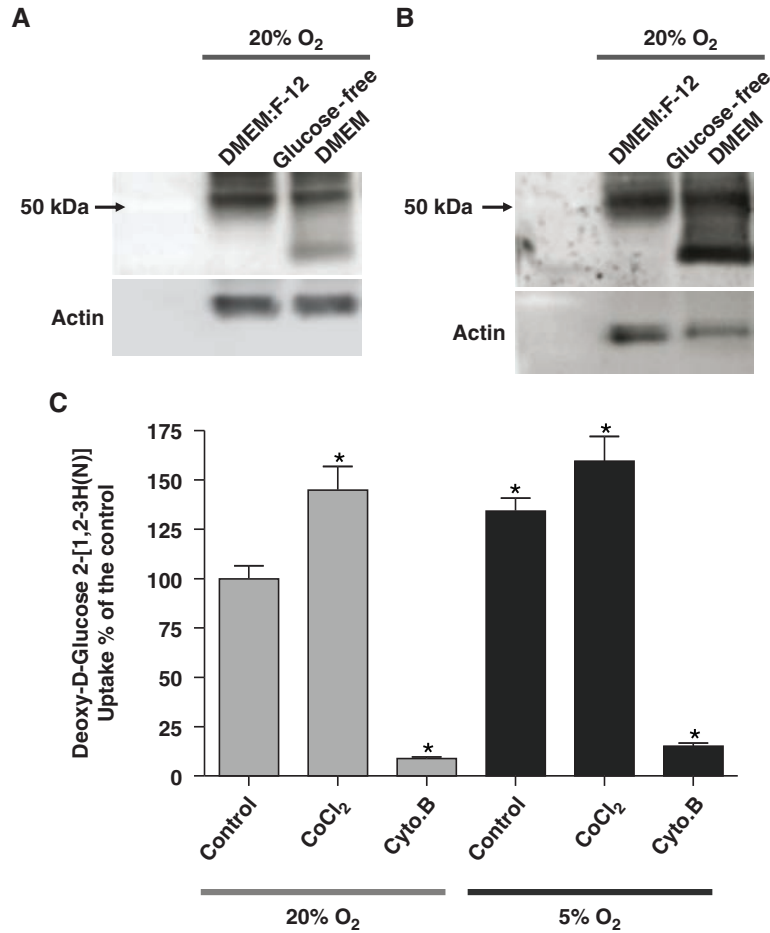 A
20% O₂
DMEM:F-12
Glucose-free
DMEM
50 kDa
Actin
B
20% O₂
DMEM:F-12
Glucose-free
DMEM
50 kDa
Actin
C
Deoxy-D-Glucose 2-[1,2-3H(N)]
Uptake % of the control
175
150
125
100
75
50
25
0
*
*
*
*
*
Control
CoCl₂
Cyto.B
Control
CoCl₂
Cyto.B
20% O₂
5% O₂